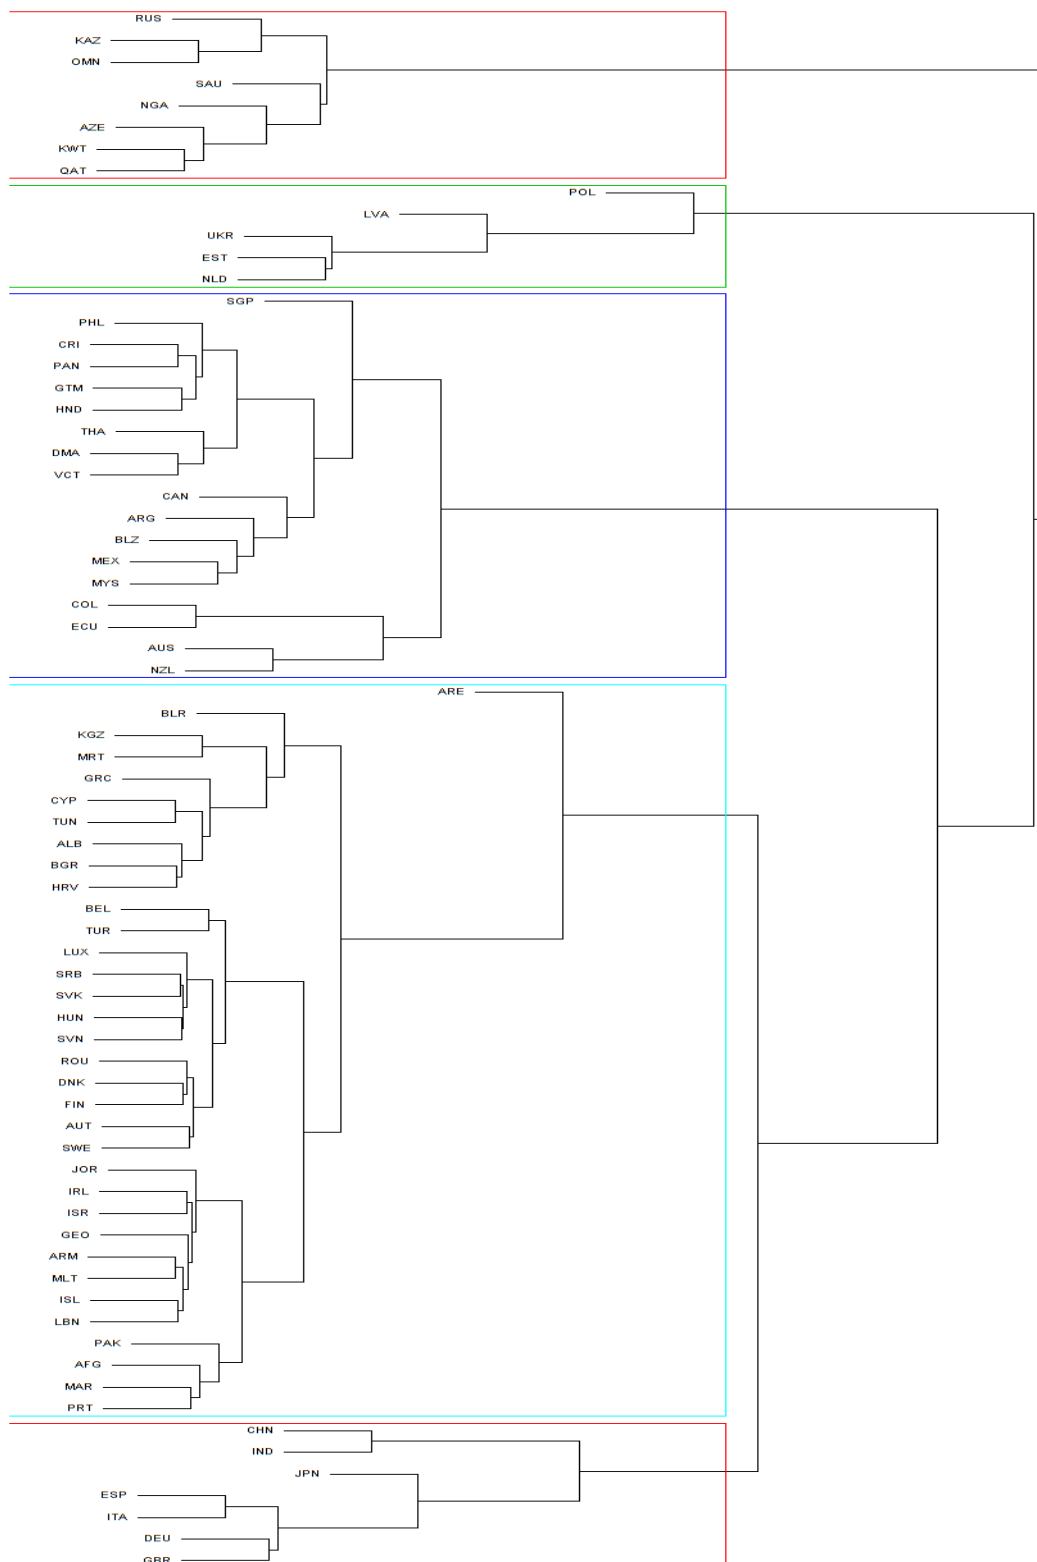 RUS
KAZ
OMN
SAU
NGA
AZE
KWT
QAT
POL
LVA
UKR
EST
NLD
SGP
PHL
CRI
PAN
GTM
HND
THA
DMA
VCT
CAN
ARG
BLZ
MEX
MYS
COL
ECU
AUS
NZL
ARE
BLR
KGZ
MRT
GRC
CYP
TUN
ALB
BGR
HRV
BEL
TUR
LUX
SRB
SVK
HUN
SVN
ROU
DNK
FIN
AUT
SWE
JOR
IRL
ISR
GEO
ARM
MLT
ISL
LBN
PAK
AFG
MAR
PRT
CHN
IND
JPN
ESP
ITA
DEU
GBR